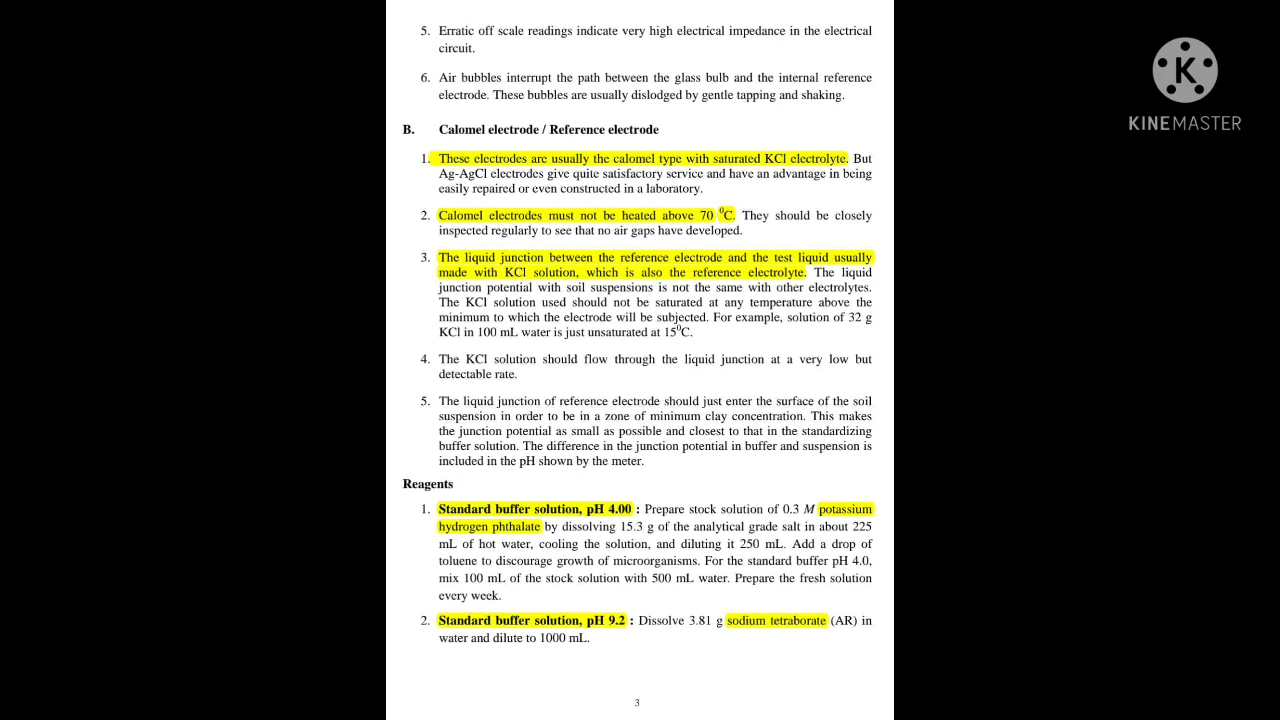 5. Erratic off scale readings indicate very high electrical impedance in the electrical
circuit.
6. Air bubbles interrupt the path between the glass bulb and the internal reference
electrode. These bubbles are usually dislodged by gentle tapping and shaking.
B. Calomel electrode / Reference electrode
1. These electrodes are usually the calomel type with saturated KCl electrolyte. But
Ag-AgCl electrodes give quite satisfactory service and have an advantage in being
easily repaired or even constructed in a laboratory.
2. Calomel electrodes must not be heated above 70 ⁰C. They should be closely
inspected regularly to see that no air gaps have developed.
3. The liquid junction between the reference electrode and the test liquid usually
made with KCl solution, which is also the reference electrolyte. The liquid
junction potential with soil suspensions is not the same with other electrolytes.
The KCl solution used should not be saturated at any temperature above the
minimum to which the electrode will be subjected. For example, solution of 32 g
KCl in 100 mL water is just unsaturated at 15⁰C.
4. The KCl solution should flow through the liquid junction at a very low but
detectable rate.
5. The liquid junction of reference electrode should just enter the surface of the soil
suspension in order to be in a zone of minimum clay concentration. This makes
the junction potential as small as possible and closest to that in the standardizing
buffer solution. The difference in the junction potential in buffer and suspension is
included in the pH shown by the meter.
Reagents
1. Standard buffer solution, pH 4.00 : Prepare stock solution of 0.3 M potassium
hydrogen phthalate by dissolving 15.3 g of the analytical grade salt in about 225
mL of hot water, cooling the solution, and diluting it 250 mL. Add a drop of
toluene to discourage growth of microorganisms. For the standard buffer pH 4.0,
mix 100 mL of the stock solution with 500 mL water. Prepare the fresh solution
every week.
2. Standard buffer solution, pH 9.2 : Dissolve 3.81 g sodium tetraborate (AR) in
water and dilute to 1000 mL.
3
K
KINEMASTER